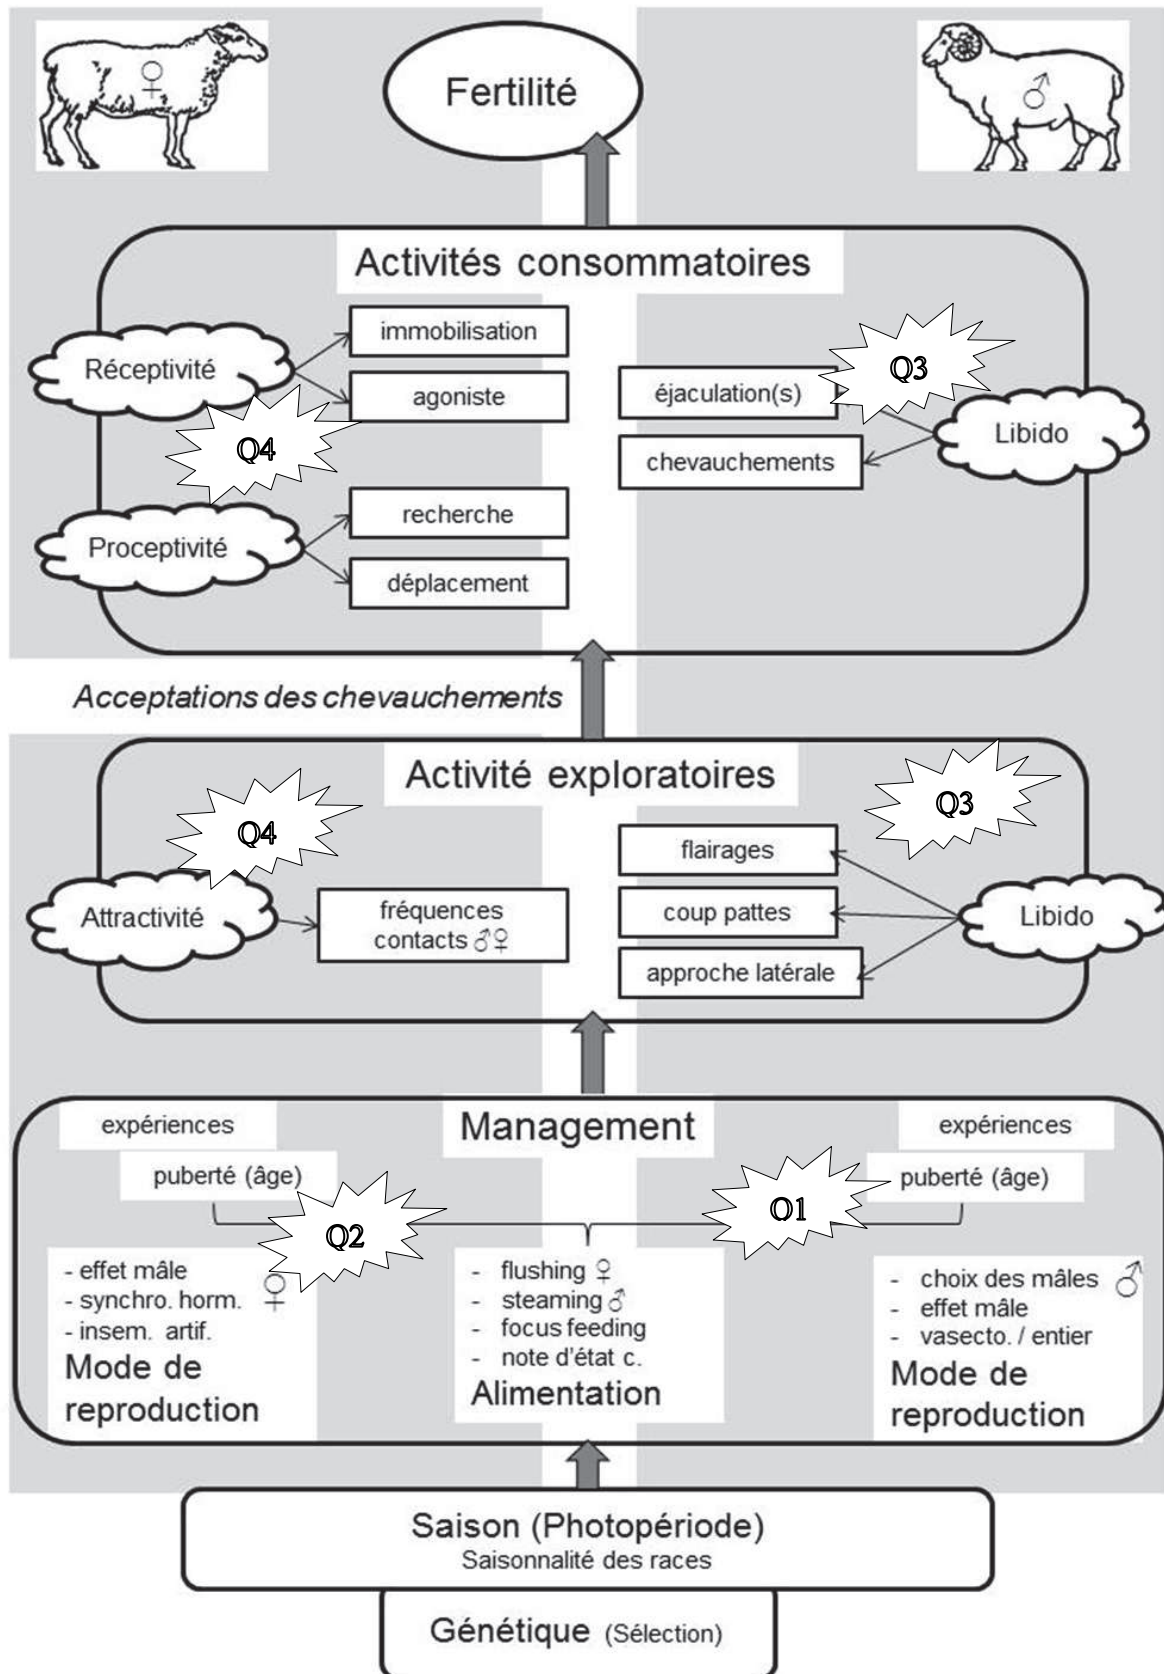 ♀
Fertilité
♂
Activités consommatoires
Réceptivité
immobilisation
agoniste
Q4
Proceptivité
recherche
déplacement
Q3
éjaculation(s)
chevauchements
Libido
Acceptations des chevauchements
Activité exploratoires
Q4
Attractivité
fréquences
contacts ♂♀
Q3
flairages
coup pattes
approche latérale
Libido
Management
expériences
puberté (âge)
Q2
expériences
puberté (âge)
Q1
- effet mâle
- synchro. horm. ♀
- insem. artif.
Mode de
reproduction
- flushing ♀
- steaming ♂
- focus feeding
- note d'état c.
Alimentation
- choix des mâles ♂
- effet mâle
- vasecto. / entier
Mode de
reproduction
Saison (Photopériode)
Saisonnalité des races
Génétique (Sélection)